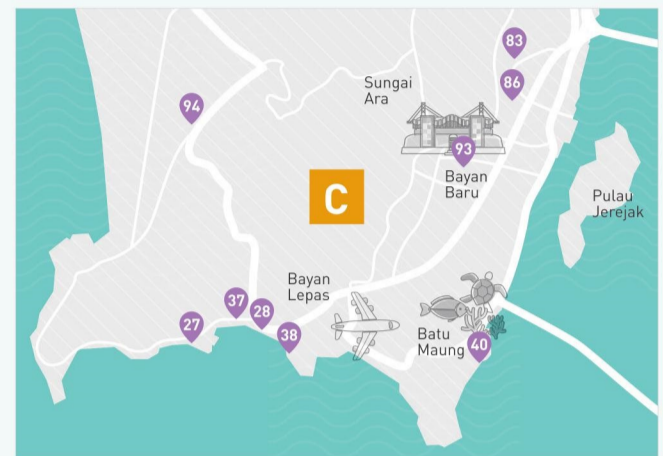 83
Sungai
Ara
86
94
93
Bayan
Baru
C
Pulau
Jerejak
Bayan
Lepas
37
28
27
38
Batu
Maung
40